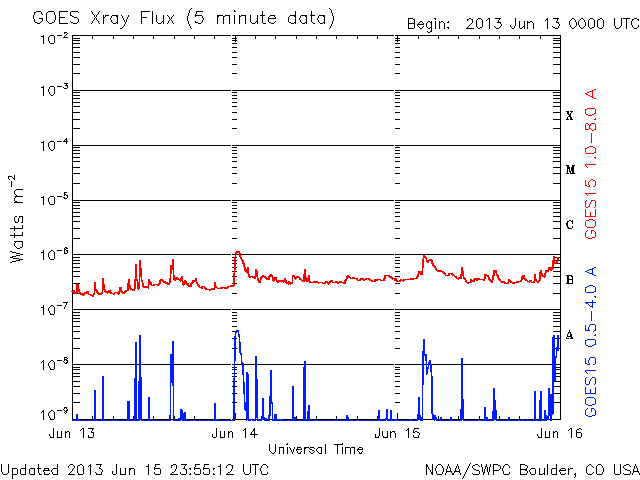 GOES Xray Flux (5 minute data)
Begin: 2013 Jun 13 0000 UTC
10⁻²
10⁻³
10⁻⁴
10⁻⁵
10⁻⁶
10⁻⁷
10⁻⁸
10⁻⁹
Watts m⁻²
X
M
C
B
A
GOES15 1.0-8.0 A
GOES15 0.5-4.0 A
Jun 13
Jun 14
Jun 15
Jun 16
Universal Time
Updated 2013 Jun 15 23:55:12 UTC
NOAA/SWPC Boulder, CO USA